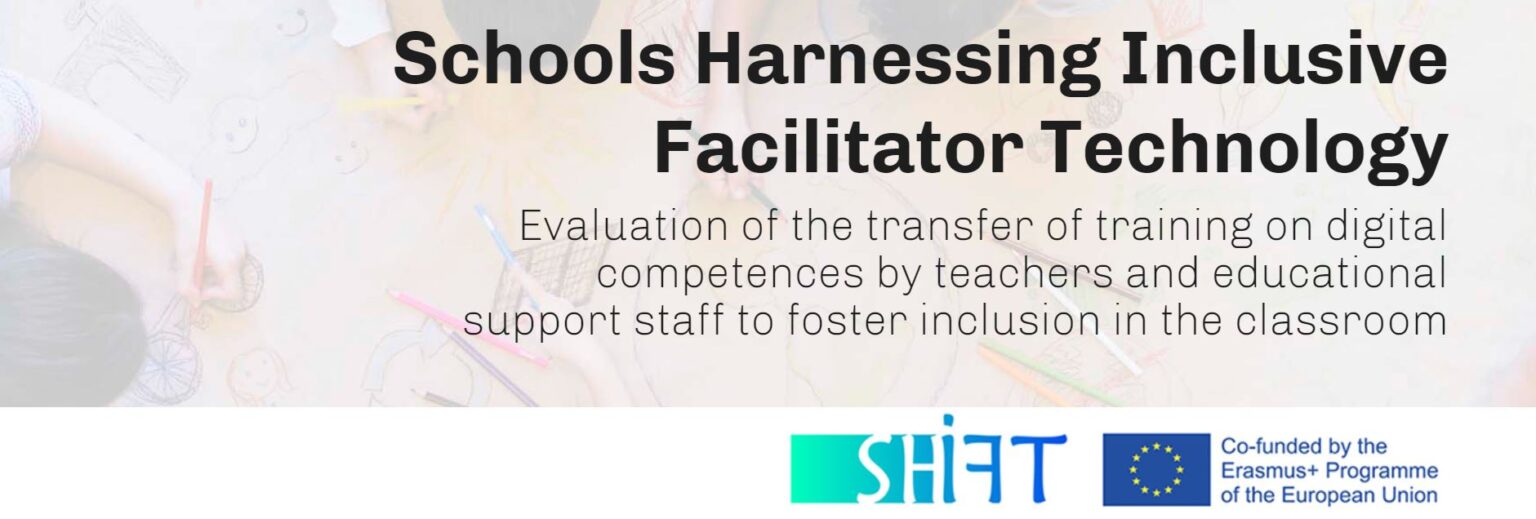 Schools Harnessing Inclusive
Facilitator Technology
Evaluation of the transfer of training on digital
competences by teachers and educational
support staff to foster inclusion in the classroom
SHiFT
Co-funded by the
Erasmus+ Programme
of the European Union